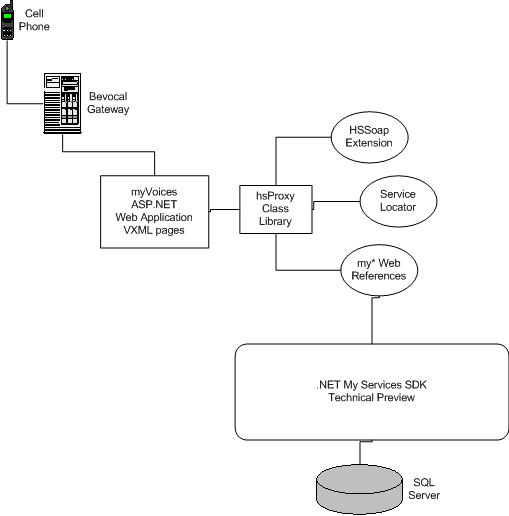 Cell
Phone
Bevocal
Gateway
HSSoap
Extension
myVoices
ASP.NET
Web Application
VXML pages
hsProxy
Class
Library
Service
Locator
my* Web
References
.NET My Services SDK
Technical Preview
SQL
Server